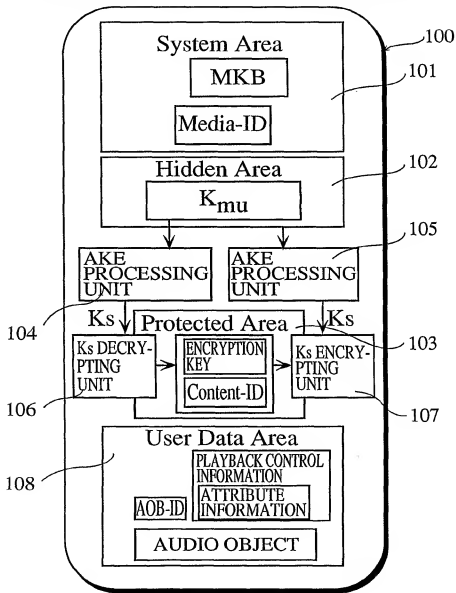 System Area
MKB
Media-ID
100
101
Hidden Area
Kmu
102
105
AKE
PROCESSING
UNIT
AKE
PROCESSING
UNIT
104
Ks
Ks
Protected Area
103
Ks DECRY-
PTING
UNIT
ENCRYPTION
KEY
Content-ID
Ks ENCRY-
PTING
UNIT
106
107
User Data Area
108
PLAYBACK CONTROL
INFORMATION
ATTRIBUTE
INFORMATION
AOB-ID
AUDIO OBJECT